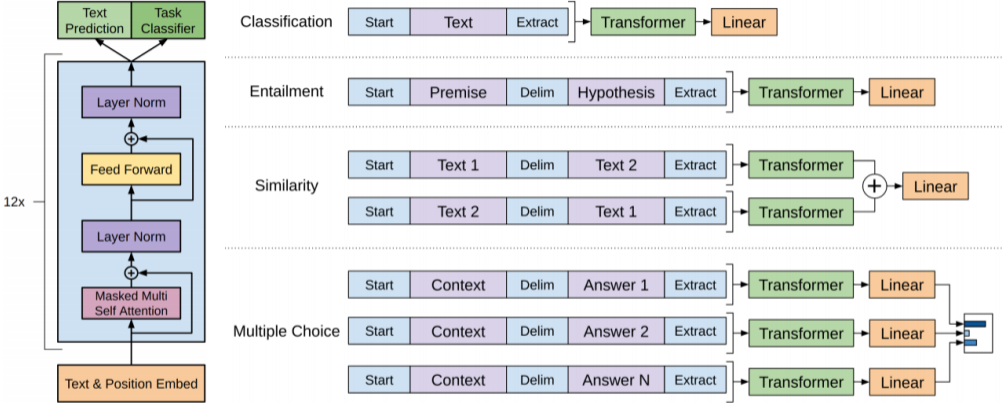 Text Prediction
Task Classifier
Layer Norm
Feed Forward
12x
Layer Norm
Masked Multi
Self Attention
Text & Position Embed
Classification
Start Text Extract Transformer Linear
Entailment
Start Premise Delim Hypothesis Extract Transformer Linear
Similarity
Start Text 1 Delim Text 2 Extract Transformer
+ Linear
Start Text 2 Delim Text 1 Extract Transformer
Multiple Choice
Start Context Delim Answer 1 Extract Transformer Linear
Start Context Delim Answer 2 Extract Transformer Linear
Start Context Delim Answer N Extract Transformer Linear